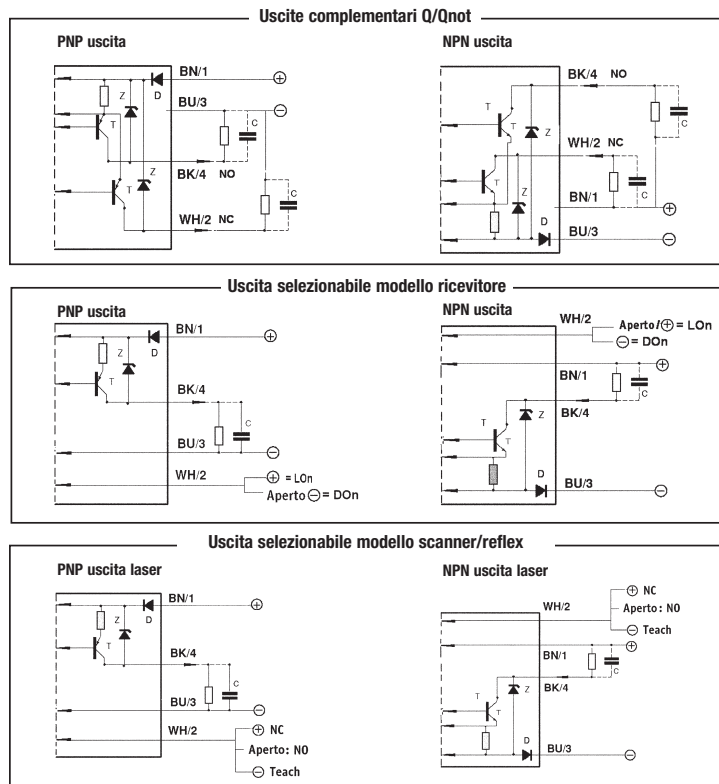 Uscite complementari Q/Qnot
PNP uscita
BN/1
D
Z
BU/3
T
C
BK/4 NO
T
Z
C
WH/2 NC
NPN uscita
BK/4 NO
T
T
Z
C
WH/2 NC
Z
C
BN/1
D
BU/3
Uscita selezionabile modello ricevitore
PNP uscita
BN/1
Z
D
T
BK/4
C
BU/3
WH/2
⊕ = LOn
Aperto ⊖ = DOn
NPN uscita
WH/2
Aperto/⊕ = LOn
⊖ = DOn
BN/1
C
BK/4
T
T
Z
D
BU/3
Uscita selezionabile modello scanner/reflex
PNP uscita laser
BN/1
Z
D
T
BK/4
C
BU/3
WH/2
⊕ NC
Aperto: NO
⊖ Teach
NPN uscita laser
⊕ NC
WH/2
Aperto: NO
⊖ Teach
BN/1
C
BK/4
T
T
Z
D
BU/3